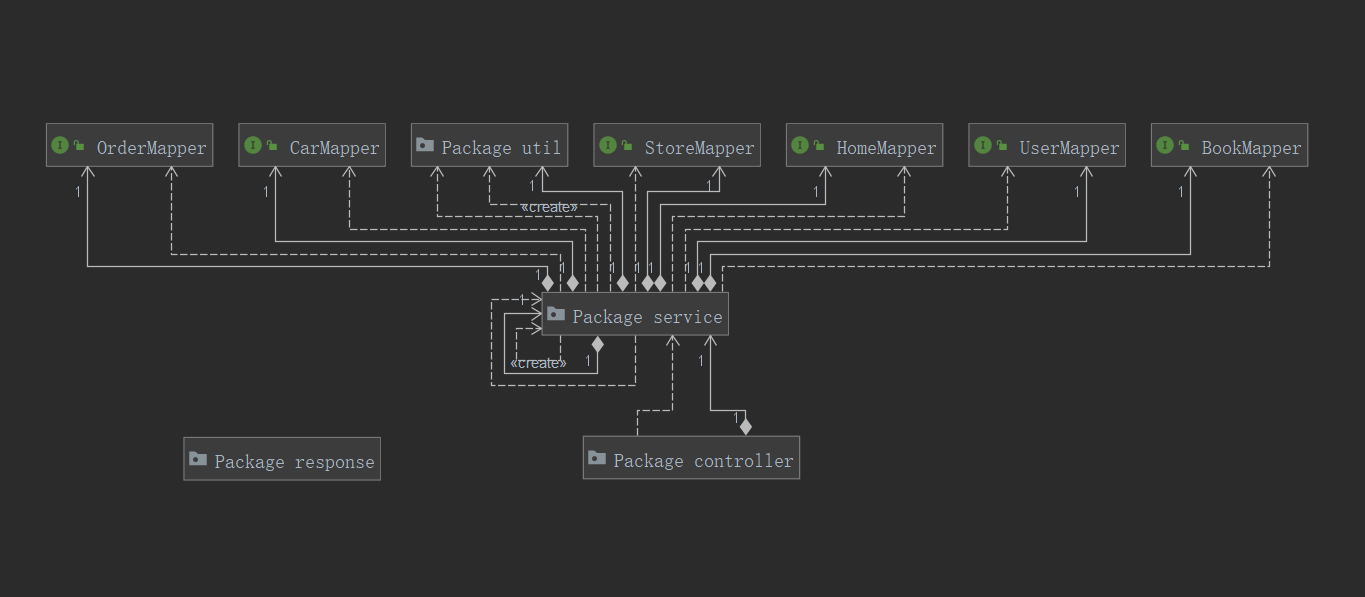 OrderMapper
CarMapper
Package util
StoreMapper
HomeMapper
UserMapper
BookMapper
1
1
1
1
1
1
1
«create»
1
1
1
1
1
1
1
1
Package service
«create»
1
1
1
Package response
Package controller